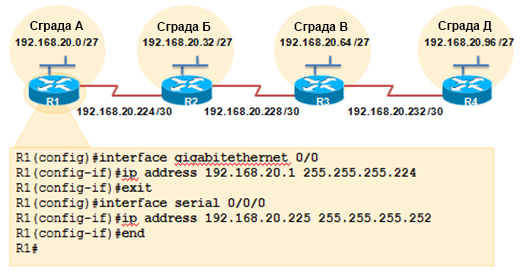 Сграда А
192.168.20.0/27
Сграда Б
192.168.20.32 /27
Сграда В
192.168.20.64 /27
Сграда Д
192.168.20.96 /27
R1
R2
R3
R4
192.168.20.224/30
192.168.20.228/30
192.168.20.232/30
R1(config)#interface gigabitethernet 0/0
R1(config-if)#ip address 192.168.20.1 255.255.255.224
R1(config-if)#exit
R1(config)#interface serial 0/0/0
R1(config-if)#ip address 192.168.20.225 255.255.255.252
R1(config-if)#end
R1#